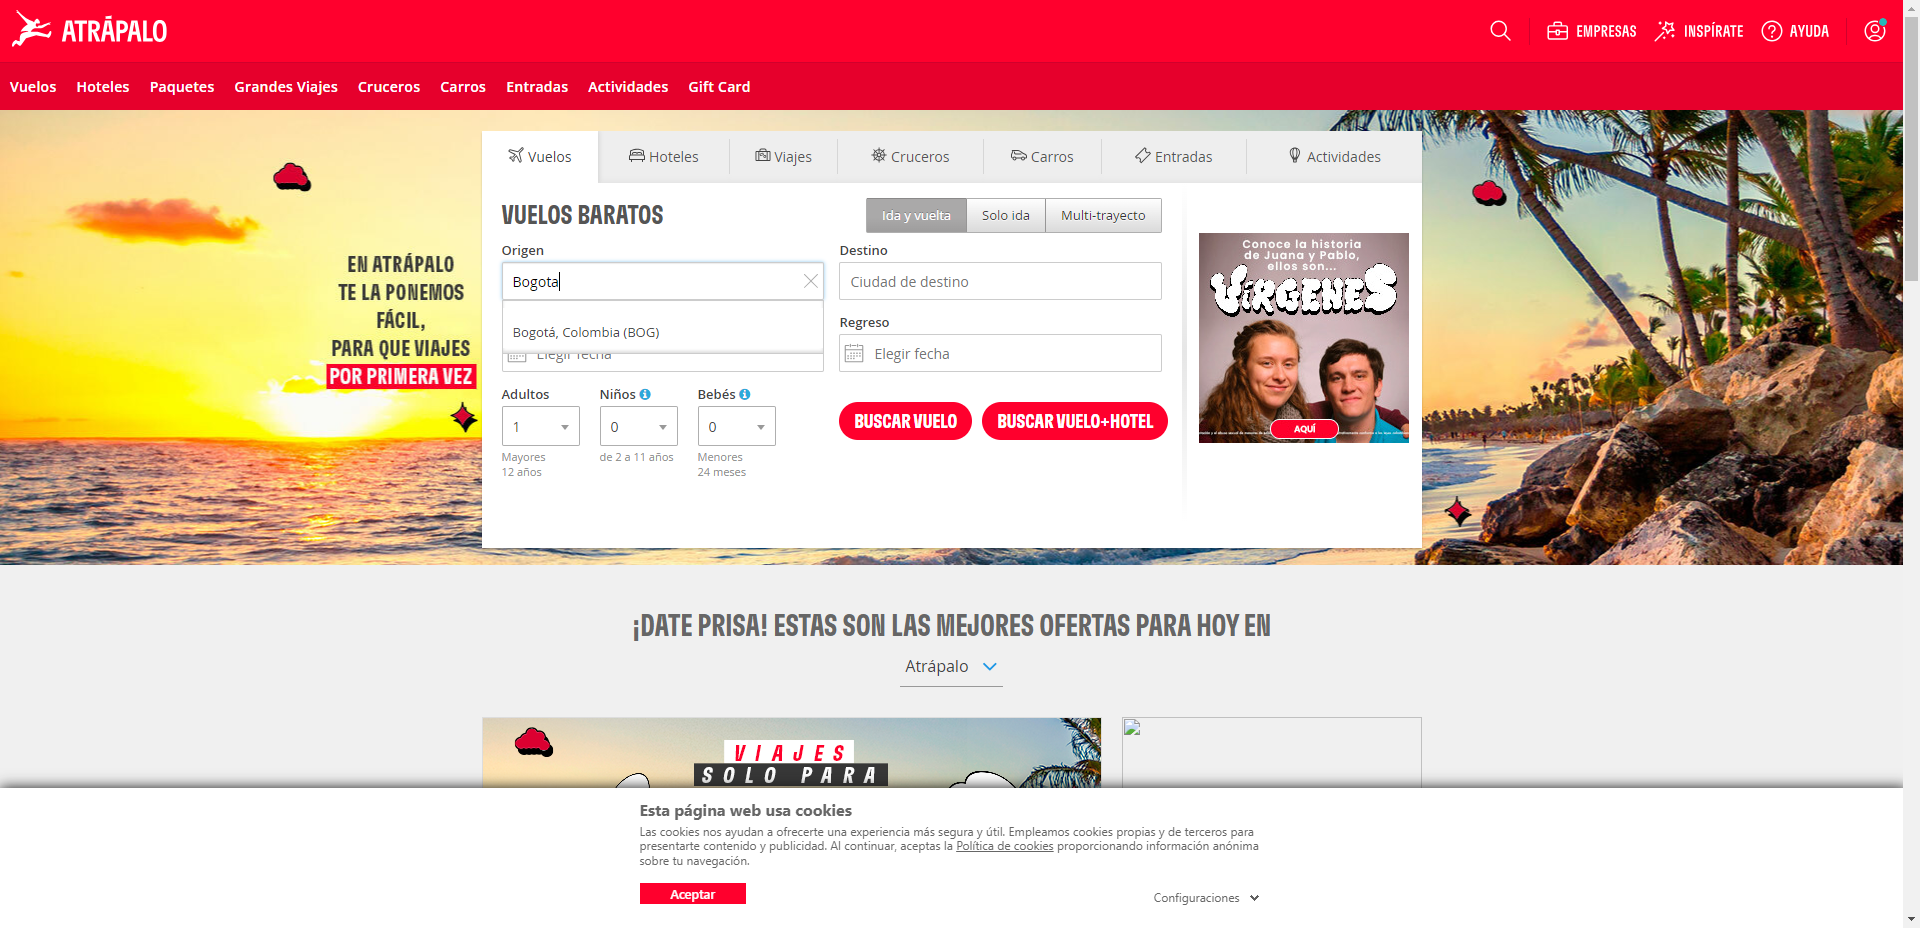 ATRÁPALO
EMPRESAS
INSPÍRATE
AYUDA
Vuelos
Hoteles
Paquetes
Grandes Viajes
Cruceros
Carros
Entradas
Actividades
Gift Card
Vuelos
Hoteles
Viajes
Cruceros
Carros
Entradas
Actividades
EN ATRÁPALO
TE LA PONEMOS
FÁCIL,
PARA QUE VIAJES
POR PRIMERA VEZ
VUELOS BARATOS
Ida y vuelta
Solo ida
Multi-trayecto
Origen
Bogota
Bogotá, Colombia (BOG)
Elegir fecha
Destino
Ciudad de destino
Regreso
Elegir fecha
Adultos
1
Mayores
12 años
Niños
0
de 2 a 11 años
Bebés
0
Menores
24 meses
BUSCAR VUELO
BUSCAR VUELO+HOTEL
Conoce la historia
de Juana y Pablo,
ellos son...
VÍRGENES
AQUÍ
¡DATE PRISA! ESTAS SON LAS MEJORES OFERTAS PARA HOY EN
Atrápalo
VIAJES
SOLO PARA
Esta página web usa cookies
Las cookies nos ayudan a ofrecerte una experiencia más segura y útil. Empleamos cookies propias y de terceros para
presentarte contenido y publicidad. Al continuar, aceptas la Política de cookies proporcionando información anónima
sobre tu navegación.
Aceptar
Configuraciones